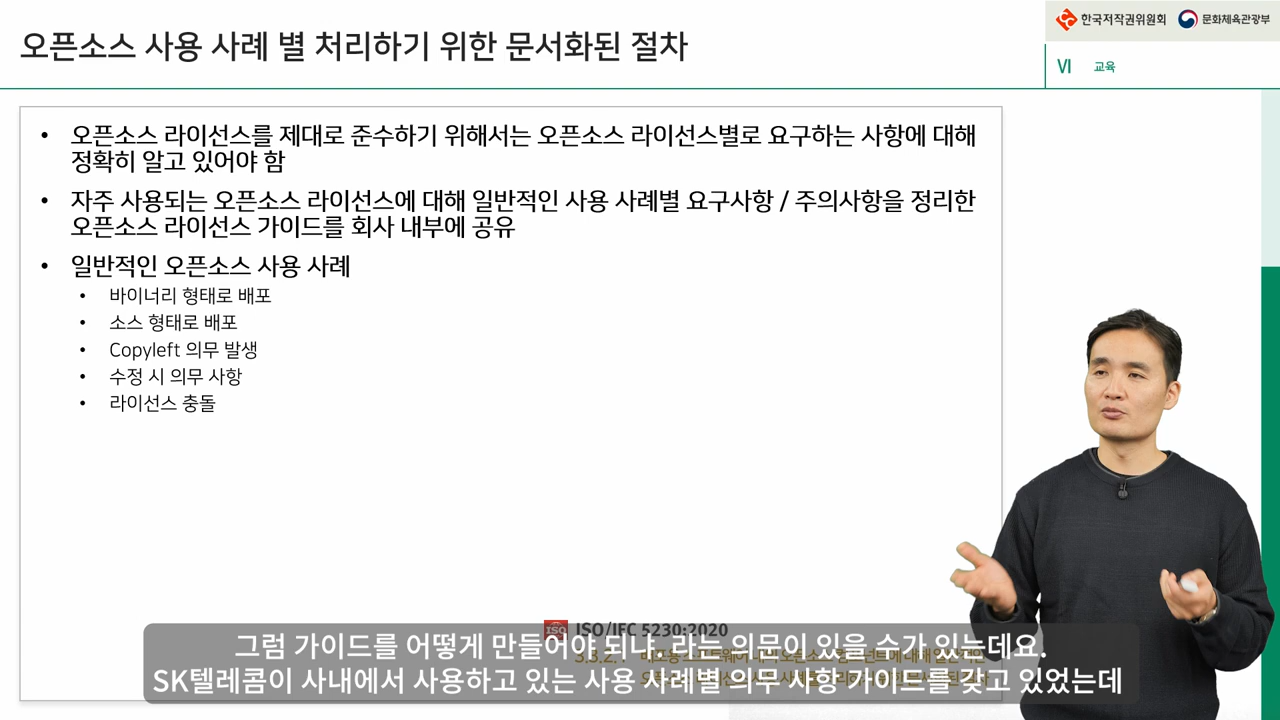 오픈소스 사용 사례 별 처리하기 위한 문서화된 절차
한국저작권위원회 문화체육관광부
Ⅵ 교육
• 오픈소스 라이선스를 제대로 준수하기 위해서는 오픈소스 라이선스별로 요구하는 사항에 대해
정확히 알고 있어야 함
• 자주 사용되는 오픈소스 라이선스에 대해 일반적인 사용 사례별 요구사항 / 주의사항을 정리한
오픈소스 라이선스 가이드를 회사 내부에 공유
• 일반적인 오픈소스 사용 사례
• 바이너리 형태로 배포
• 소스 형태로 배포
• Copyleft 의무 발생
• 수정 시 의무 사항
• 라이선스 충돌
ISO ISO/IEC 5230:2020
그럼 가이드를 어떻게 만들어야 되나. 라는 의문이 있을 수가 있는데요.
SK텔레콤이 사내에서 사용하고 있는 사용 사례별 의무 사항 가이드를 갖고 있었는데